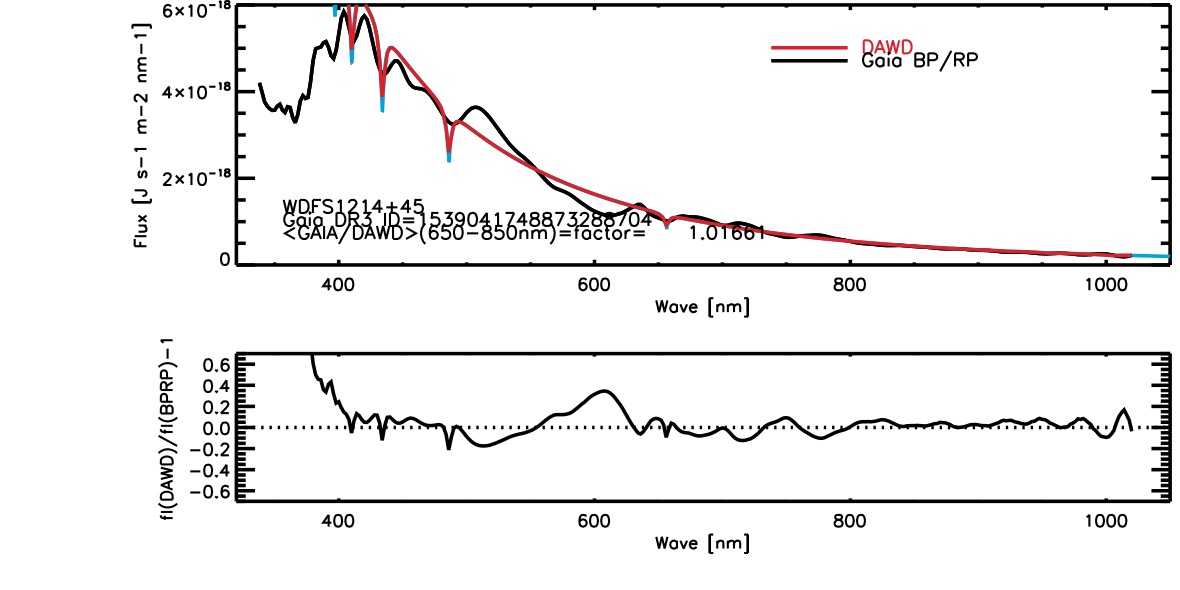 6×10⁻¹⁸
4×10⁻¹⁸
2×10⁻¹⁸
0
Flux [J s−1 m−2 nm−1]
DAWD
Gaia BP/RP
WDFS1214+45
Gaia DR3 ID=1539041748873288704
<GAIA/DAWD>(650−850nm)=factor= 1.01661
400 600 800 1000
Wave [nm]
0.6
0.4
0.2
0.0
−0.2
−0.4
−0.6
fl(DAWD)/fl(BPRP)−1
400 600 800 1000
Wave [nm]